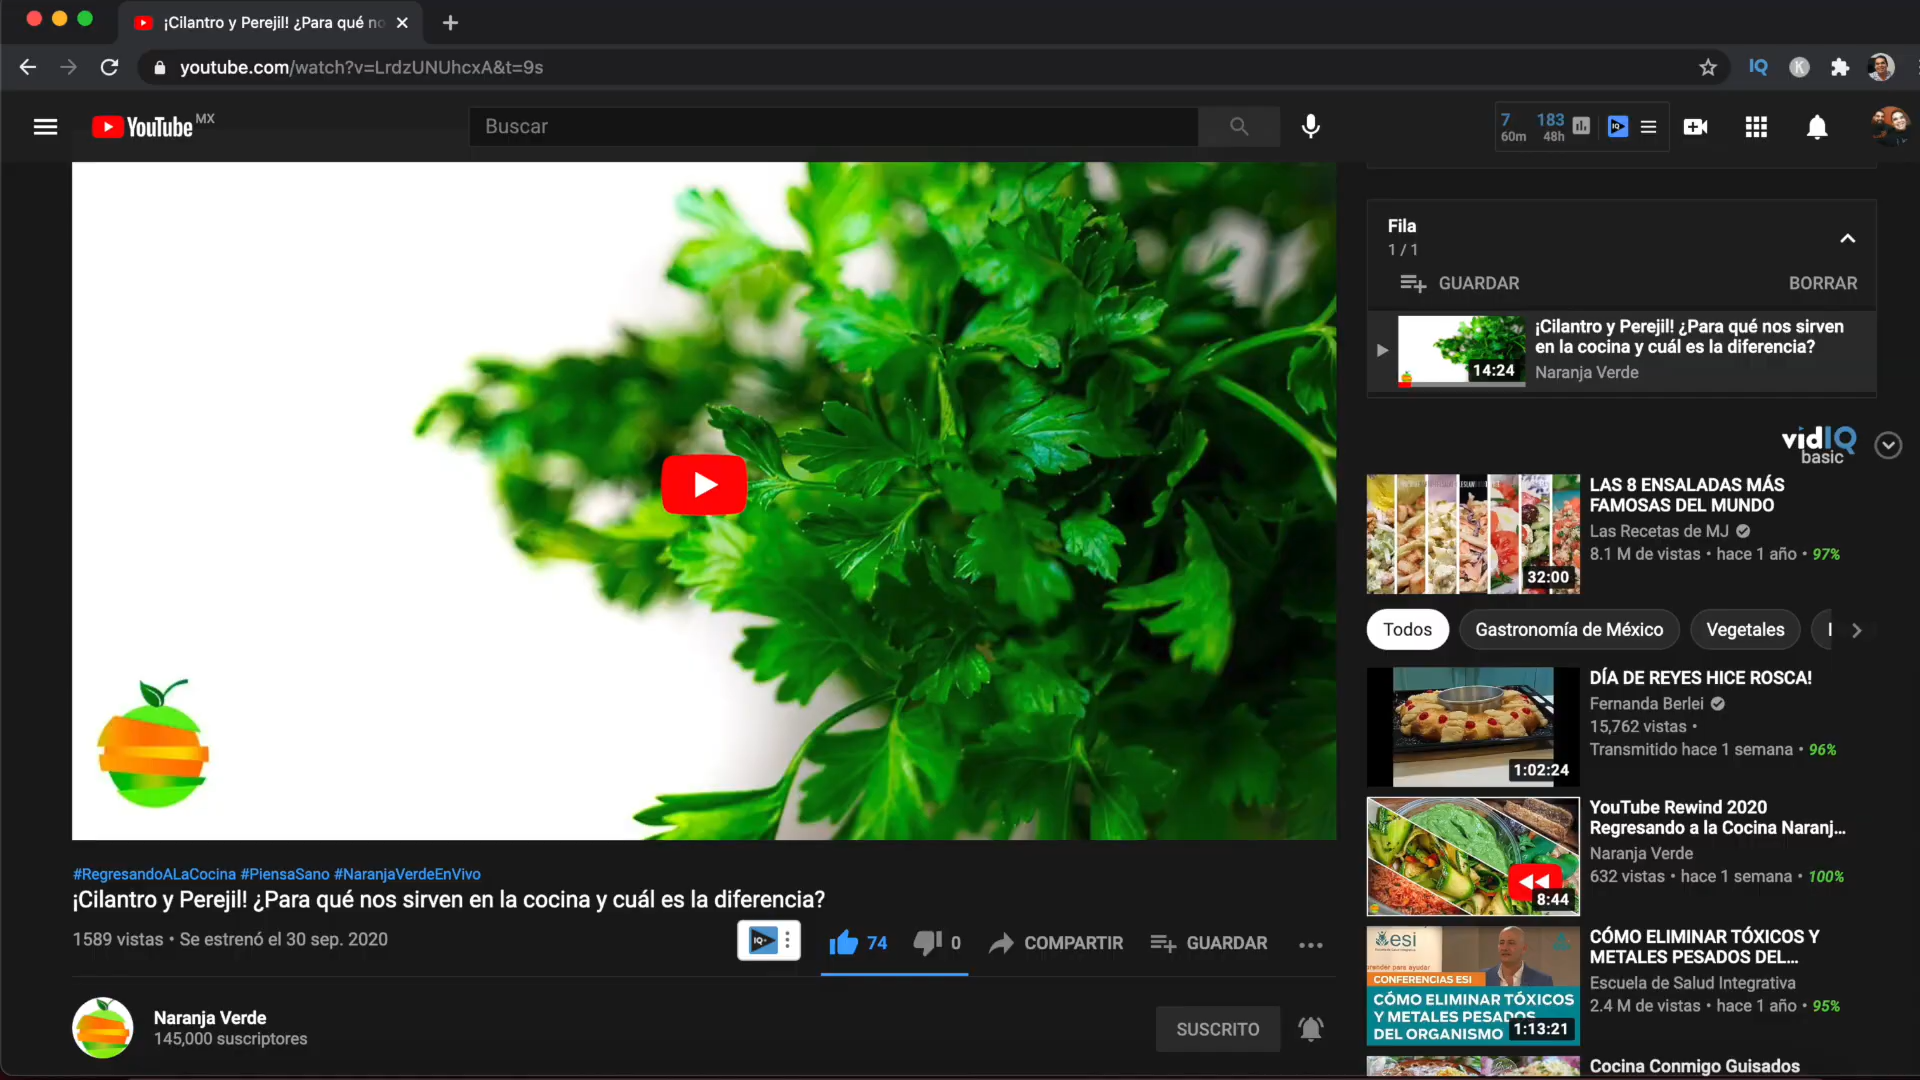 ¡Cilantro y Perejil! ¿Para qué no
youtube.com/watch?v=LrdzUNUhcxA&t=9s
IQ
K
YouTube MX
Buscar
7 183
60m 48h
IQ
Fila
1 / 1
GUARDAR
BORRAR
¡Cilantro y Perejil! ¿Para qué nos sirven
en la cocina y cuál es la diferencia?
14:24
Naranja Verde
vidIQ
basic
LAS 8 ENSALADAS MÁS
FAMOSAS DEL MUNDO
Las Recetas de MJ
8.1 M de vistas • hace 1 año • 97%
32:00
Todos
Gastronomía de México
Vegetales
DÍA DE REYES HICE ROSCA!
Fernanda Berlei
15,762 vistas •
Transmitido hace 1 semana • 96%
1:02:24
YouTube Rewind 2020
Regresando a la Cocina Naranj...
Naranja Verde
632 vistas • hace 1 semana • 100%
8:44
#RegresandoALaCocina #PiensaSano #NaranjaVerdeEnVivo
¡Cilantro y Perejil! ¿Para qué nos sirven en la cocina y cuál es la diferencia?
1589 vistas • Se estrenó el 30 sep. 2020
IQ+
74
0
COMPARTIR
GUARDAR
Naranja Verde
145,000 suscriptores
SUSCRITO
esi
CONFERENCIAS ESI
CÓMO ELIMINAR TÓXICOS
Y METALES PESADOS
DEL ORGANISMO
1:13:21
CÓMO ELIMINAR TÓXICOS Y
METALES PESADOS DEL...
Escuela de Salud Integrativa
2.4 M de vistas • hace 1 año • 95%
Cocina Conmigo Guisados